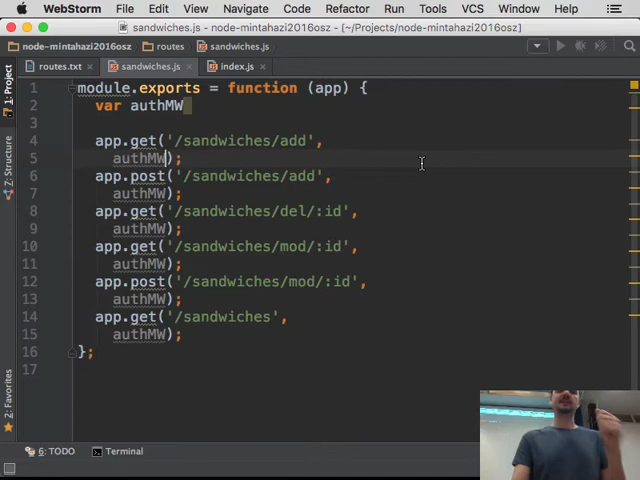 WebStorm File Edit View Navigate Code Refactor Run Tools VCS Window Help
sandwiches.js - node-mintahazi2016osz - [~/Projects/node-mintahazi2016osz]
node-mintahazi2016osz routes sandwiches.js
1: Project
7: Structure
2: Favorites
routes.txt sandwiches.js index.js
1 module.exports = function (app) {
2 var authMW
3
4 app.get('/sandwiches/add',
5 authMW);
6 app.post('/sandwiches/add',
7 authMW);
8 app.get('/sandwiches/del/:id',
9 authMW);
10 app.get('/sandwiches/mod/:id',
11 authMW);
12 app.post('/sandwiches/mod/:id',
13 authMW);
14 app.get('/sandwiches',
15 authMW);
16 };
17
6: TODO Terminal